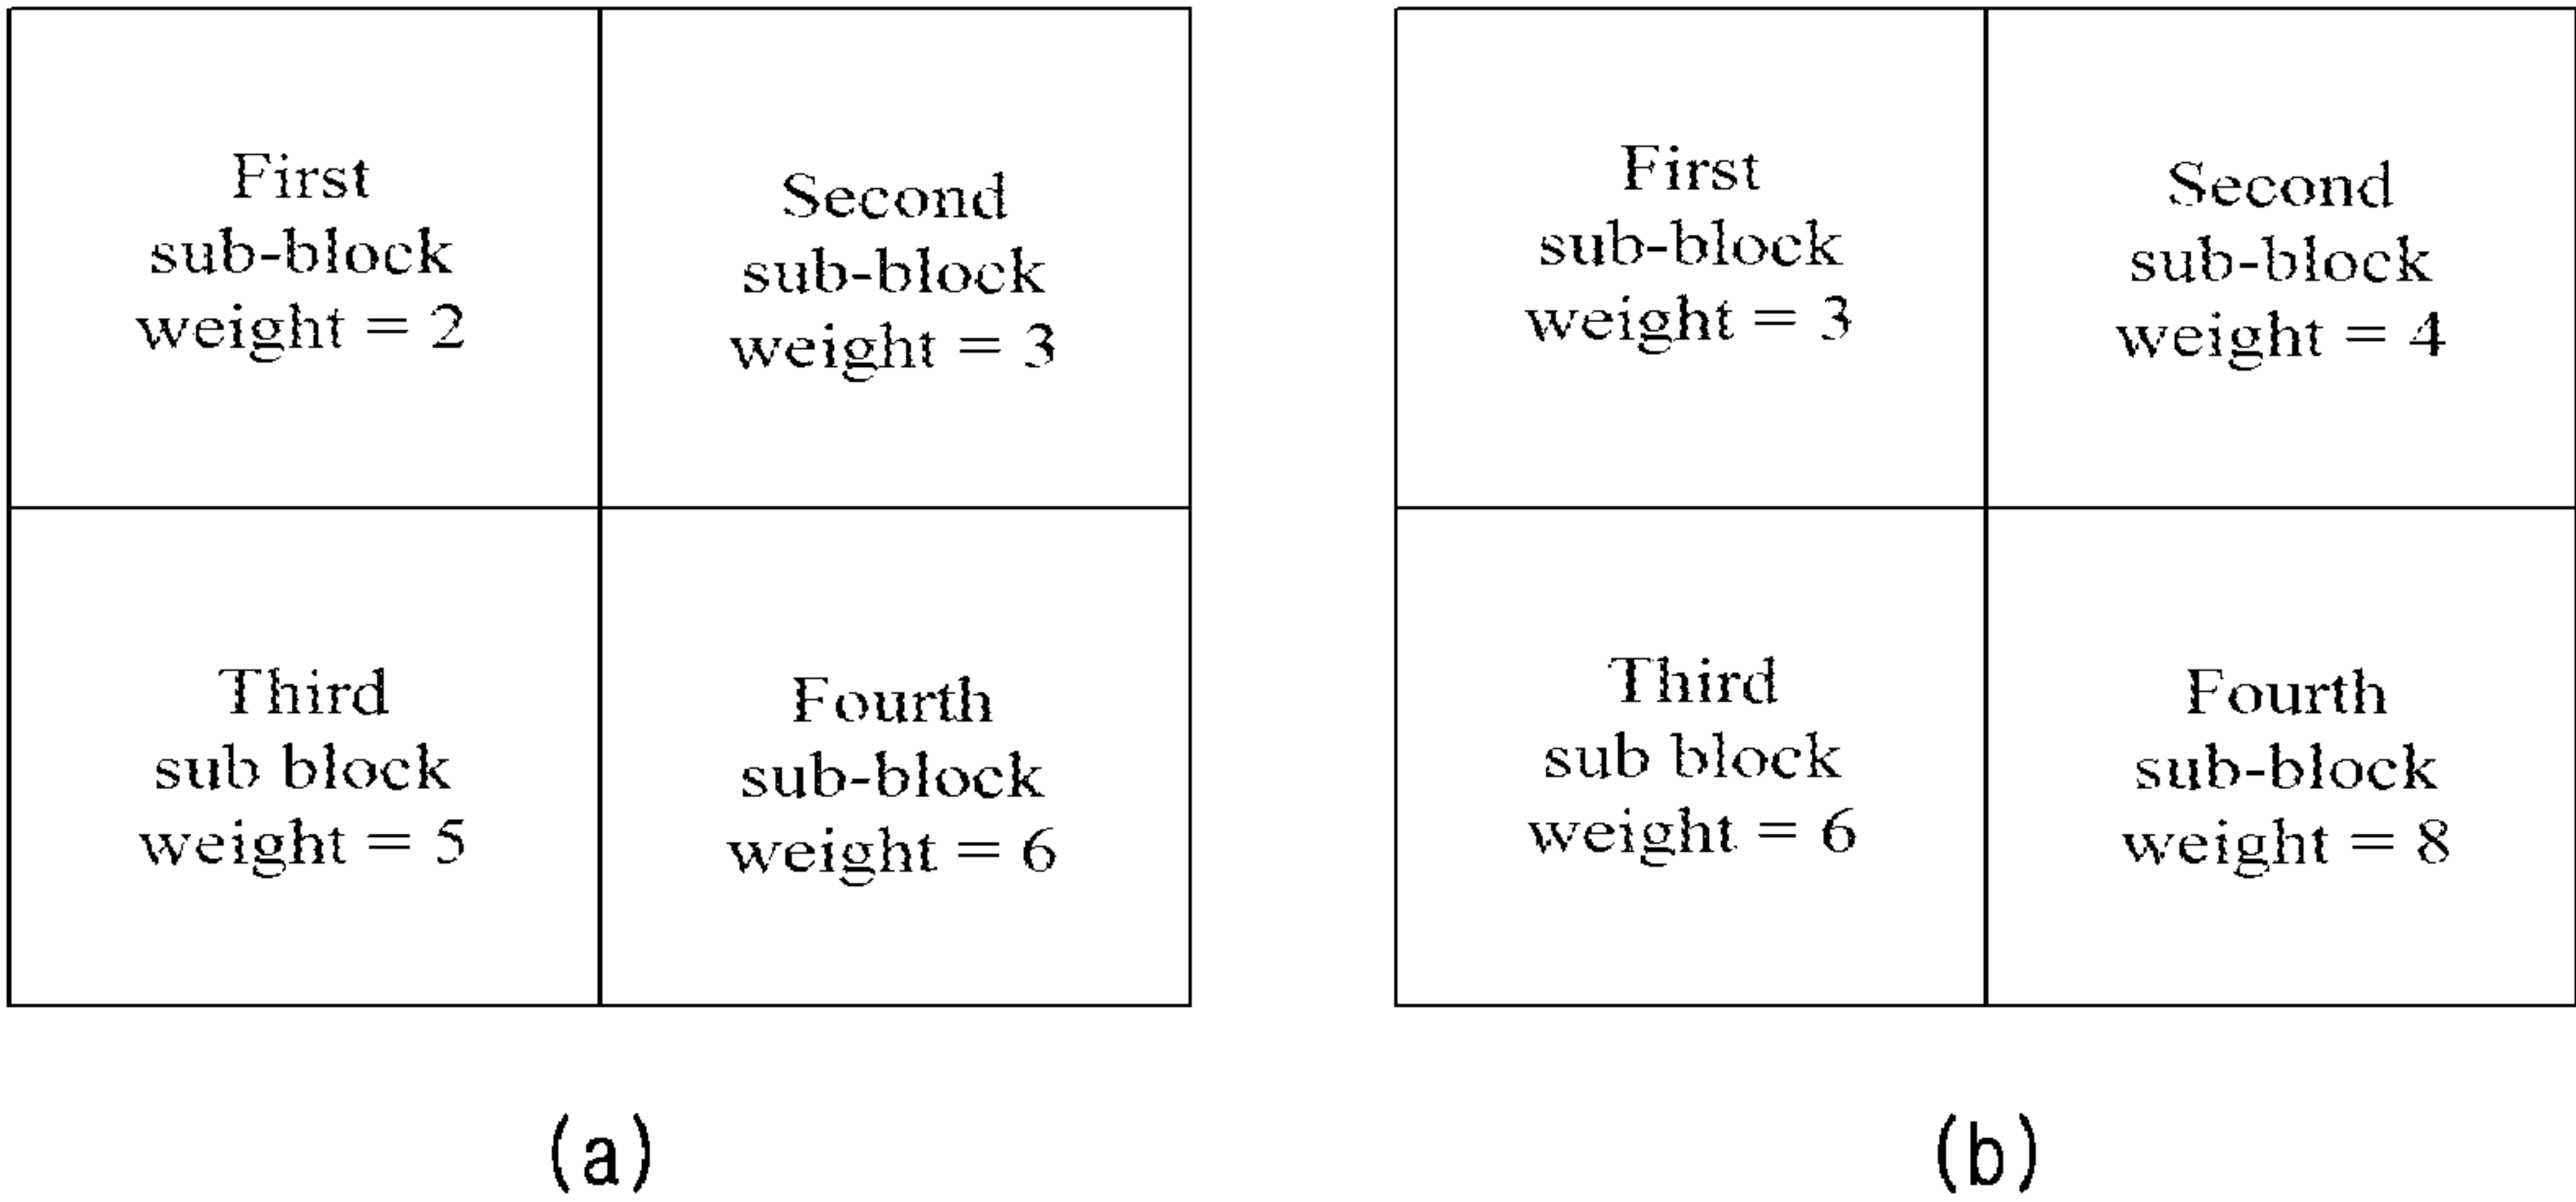 First
sub-block
weight = 2
Second
sub-block
weight = 3
Third
sub block
weight = 5
Fourth
sub-block
weight = 6
(a)
First
sub-block
weight = 3
Second
sub-block
weight = 4
Third
sub block
weight = 6
Fourth
sub-block
weight = 8
(b)